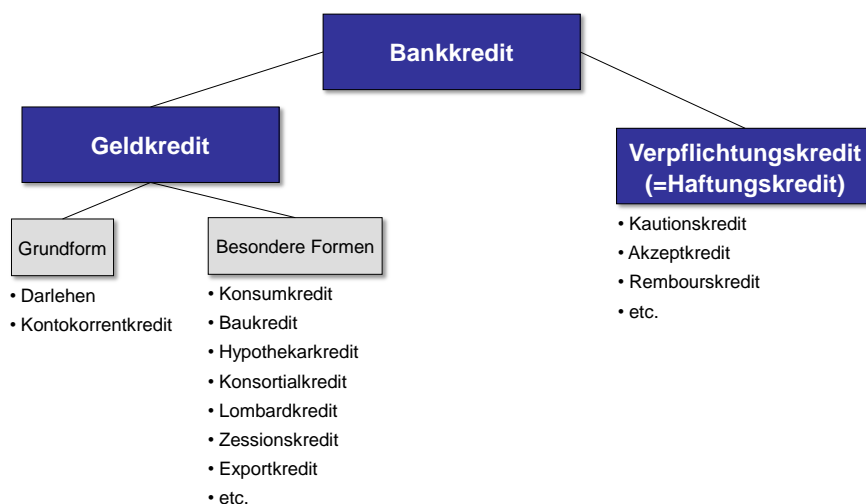 Bankkredit
Geldkredit
Verpflichtungskredit
(=Haftungskredit)
Grundform
• Darlehen
• Kontokorrentkredit
Besondere Formen
• Konsumkredit
• Baukredit
• Hypothekarkredit
• Konsortialkredit
• Lombardkredit
• Zessionskredit
• Exportkredit
• etc.
• Kautionskredit
• Akzeptkredit
• Rembourskredit
• etc.